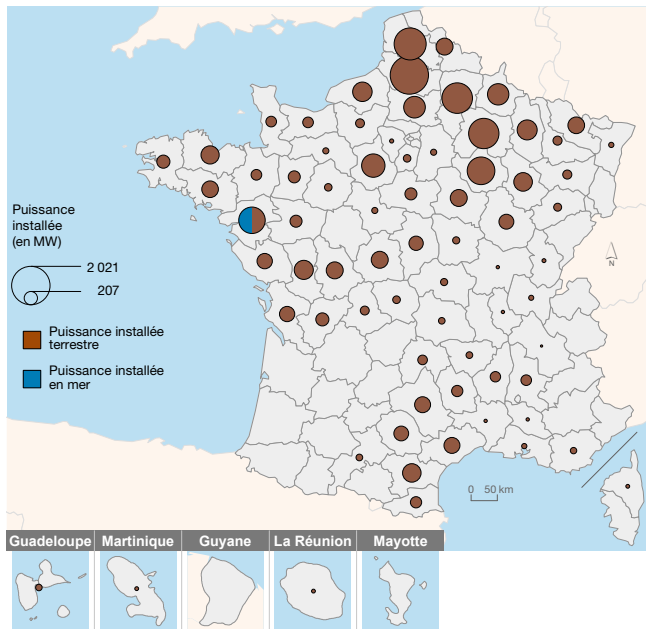 Puissance
installée
(en MW)
2 021
207
Puissance installée
terrestre
Puissance installée
en mer
N
0 50 km
Guadeloupe Martinique Guyane La Réunion Mayotte